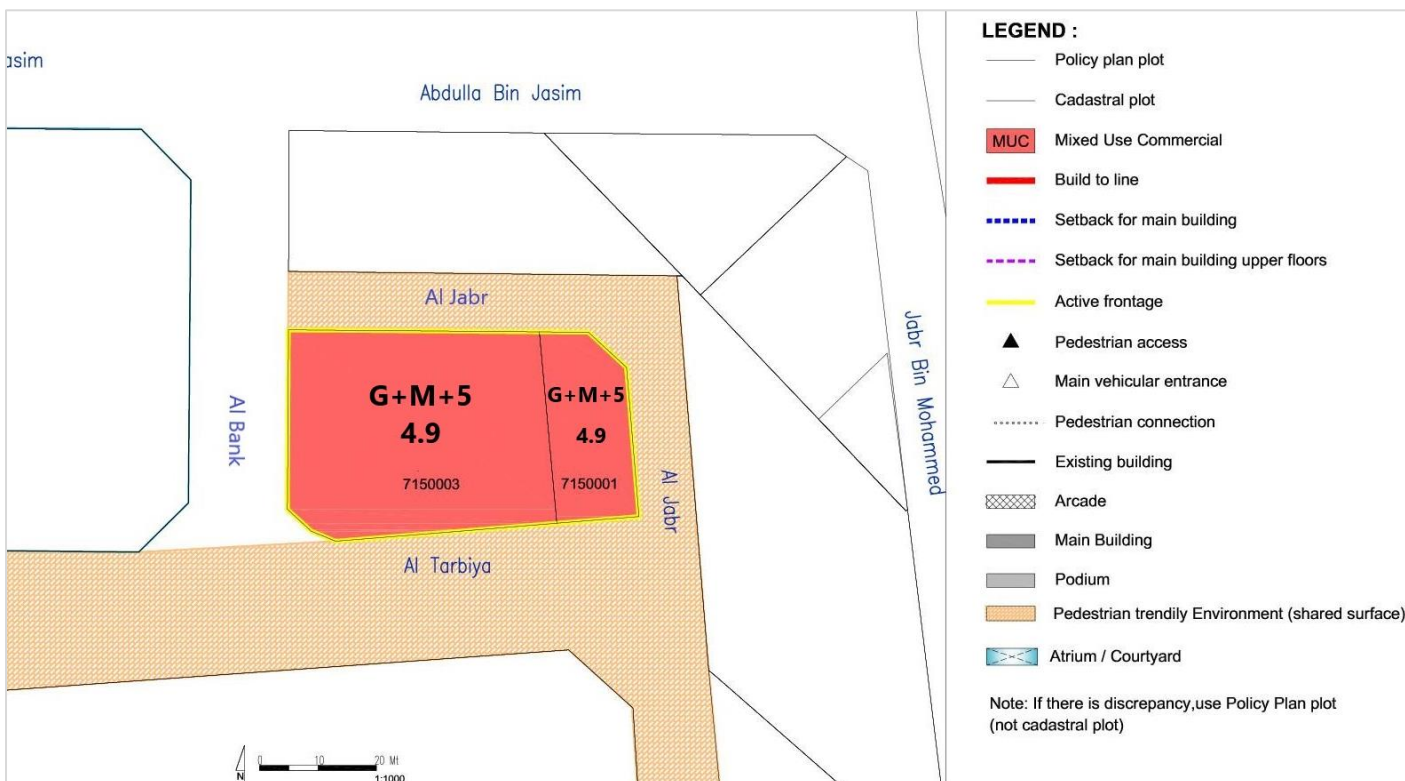 asim
Abdulla Bin Jasim
Al Jabr
G+M+5
4.9
7150003
G+M+5
4.9
7150001
Al Bank
Al Jabr
Al Tarbiya
Jabr Bin Mohammed
N
0 10 20 Mt
1:1000
LEGEND :
Policy plan plot
Cadastral plot
MUC Mixed Use Commercial
Build to line
Setback for main building
Setback for main building upper floors
Active frontage
Pedestrian access
Main vehicular entrance
Pedestrian connection
Existing building
Arcade
Main Building
Podium
Pedestrian trendily Environment (shared surface)
Atrium / Courtyard
Note: If there is discrepancy,use Policy Plan plot
(not cadastral plot)